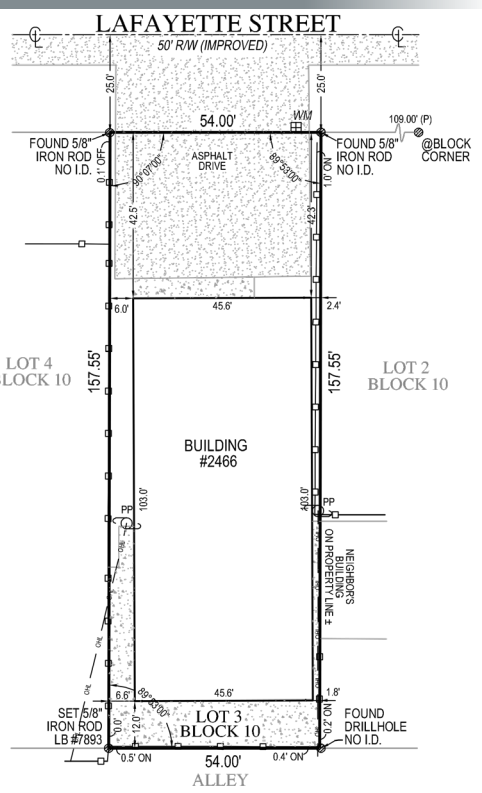 LAFAYETTE STREET
50' R/W (IMPROVED)
25.0'
25.0'
54.00'
WM
109.00' (P)
FOUND 5/8"
IRON ROD
NO I.D.
FOUND 5/8"
IRON ROD
NO I.D.
@BLOCK
CORNER
ASPHALT
DRIVE
0.1' OFF
90°07'00"
89°53'00"
1.0' ON
42.5'
42.3'
6.0'
45.6'
2.4'
LOT 4
BLOCK 10
157.55'
157.55'
LOT 2
BLOCK 10
BUILDING
#2466
103.0'
103.0'
PP
PP
NEIGHBOR'S
BUILDING
ON PROPERTY LINE ±
OHL
OHL
OHL
6.6'
89°53'00"
45.6'
1.8'
SET 5/8"
IRON ROD
LB #7893
0.0'
12.0'
LOT 3
BLOCK 10
0.2' ON
FOUND
DRILLHOLE
NO I.D.
0.5' ON
54.00'
0.4' ON
ALLEY